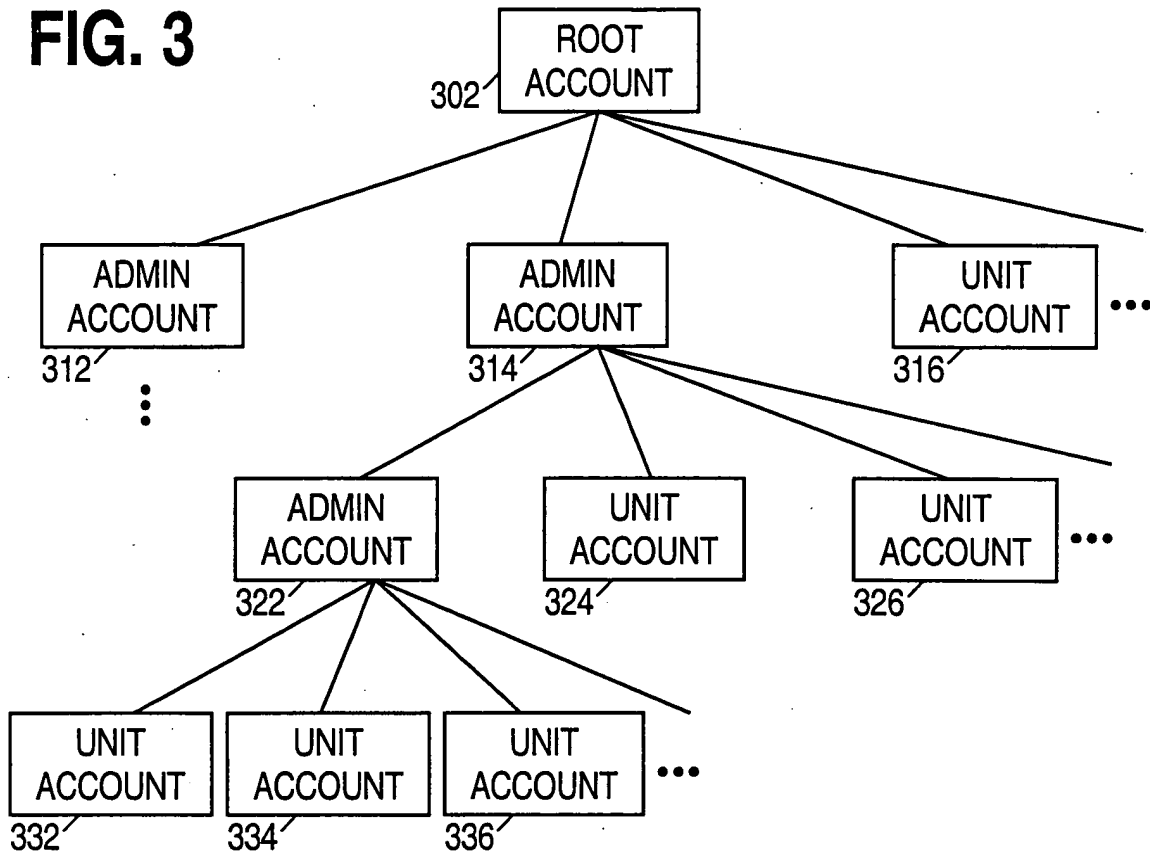 FIG. 3
ROOT
ACCOUNT
302
ADMIN
ACCOUNT
312
ADMIN
ACCOUNT
314
UNIT
ACCOUNT
316
•••
ADMIN
ACCOUNT
322
UNIT
ACCOUNT
324
UNIT
ACCOUNT
326
•••
UNIT
ACCOUNT
332
UNIT
ACCOUNT
334
UNIT
ACCOUNT
336
•••